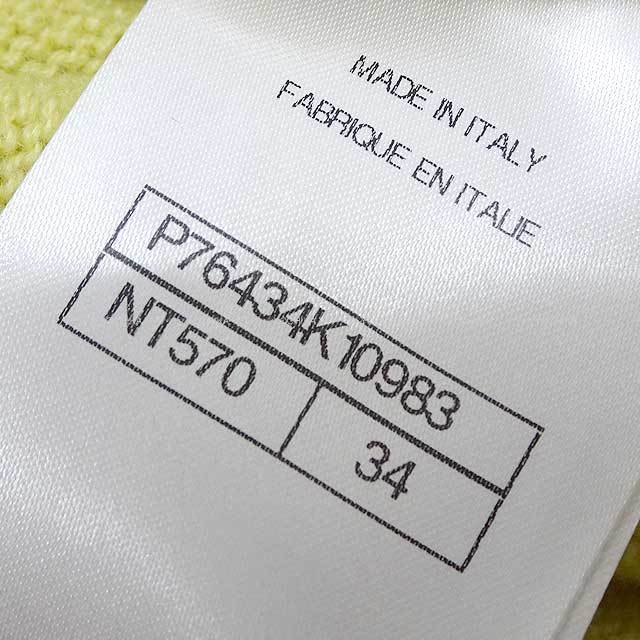 MADE IN ITALY
FABRIQUE EN ITALIE
P76434K10983
NT570 34